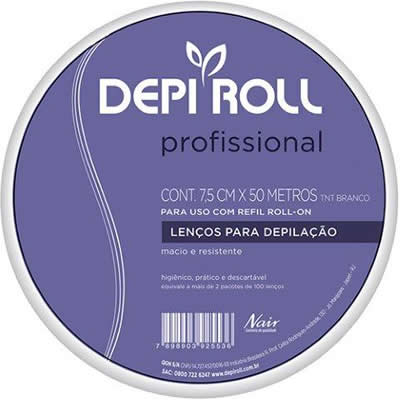 DEPI ROLL
profissional
CONT. 7,5 CM X 50 METROS TNT BRANCO
PARA USO COM REFIL ROLL-ON
LENÇOS PARA DEPILAÇÃO
macio e resistente
higiênico, prático e descartável
equivale a mais de 2 pacotes de 100 lenços
Nair
7 898903 925536
SAC: 0800 722 6247 www.depiroll.com.br